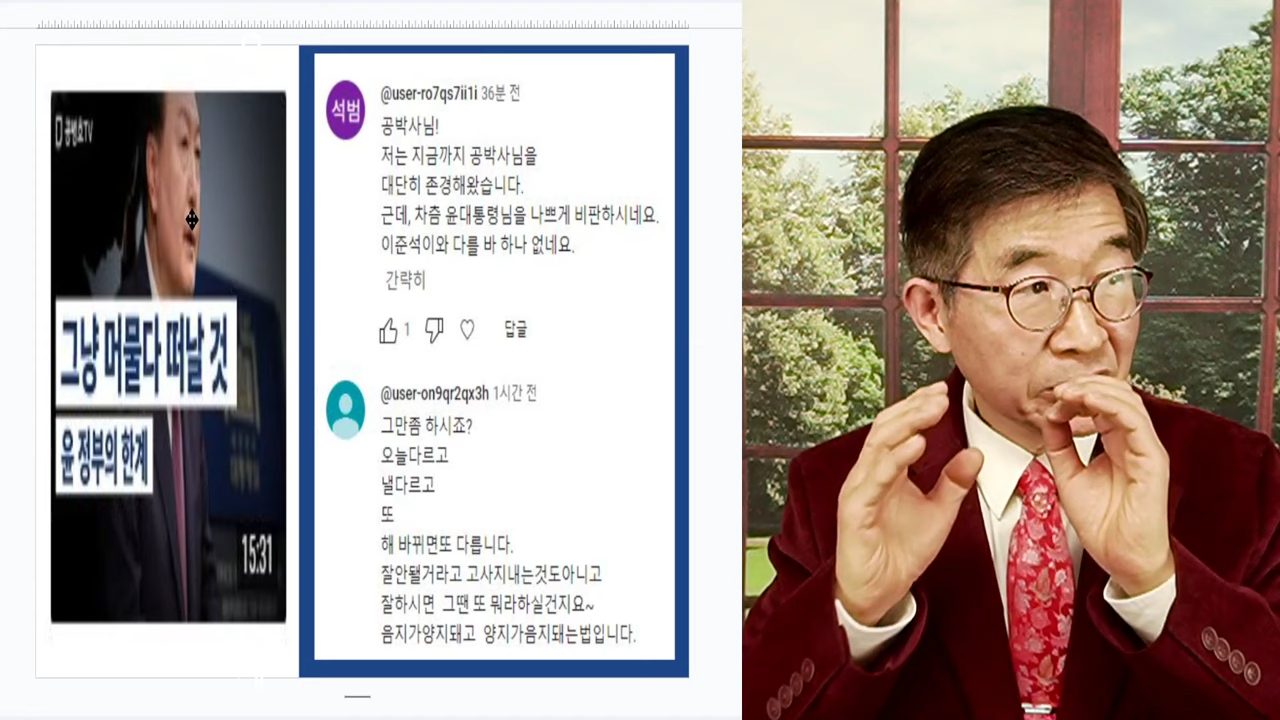 공병호TV
그냥 머물다 떠날 것
윤 정부의 한계
15:31
석범
@user-ro7qs7ii1i 36분 전
공박사님!
저는 지금까지 공박사님을
대단히 존경해왔습니다.
근데, 차츰 윤대통령님을 나쁘게 비판하시네요.
이준석이와 다를 바 하나 없네요.
간략히
1
답글
@user-on9qr2qx3h 1시간 전
그만좀 하시죠?
오늘다르고
낼다르고
또
해 바뀌면또 다릅니다.
잘안됄거라고 고사지내는것도아니고
잘하시면 그땐 또 뭐라하실건지요~
음지가양지돼고 양지가음지돼는법입니다.